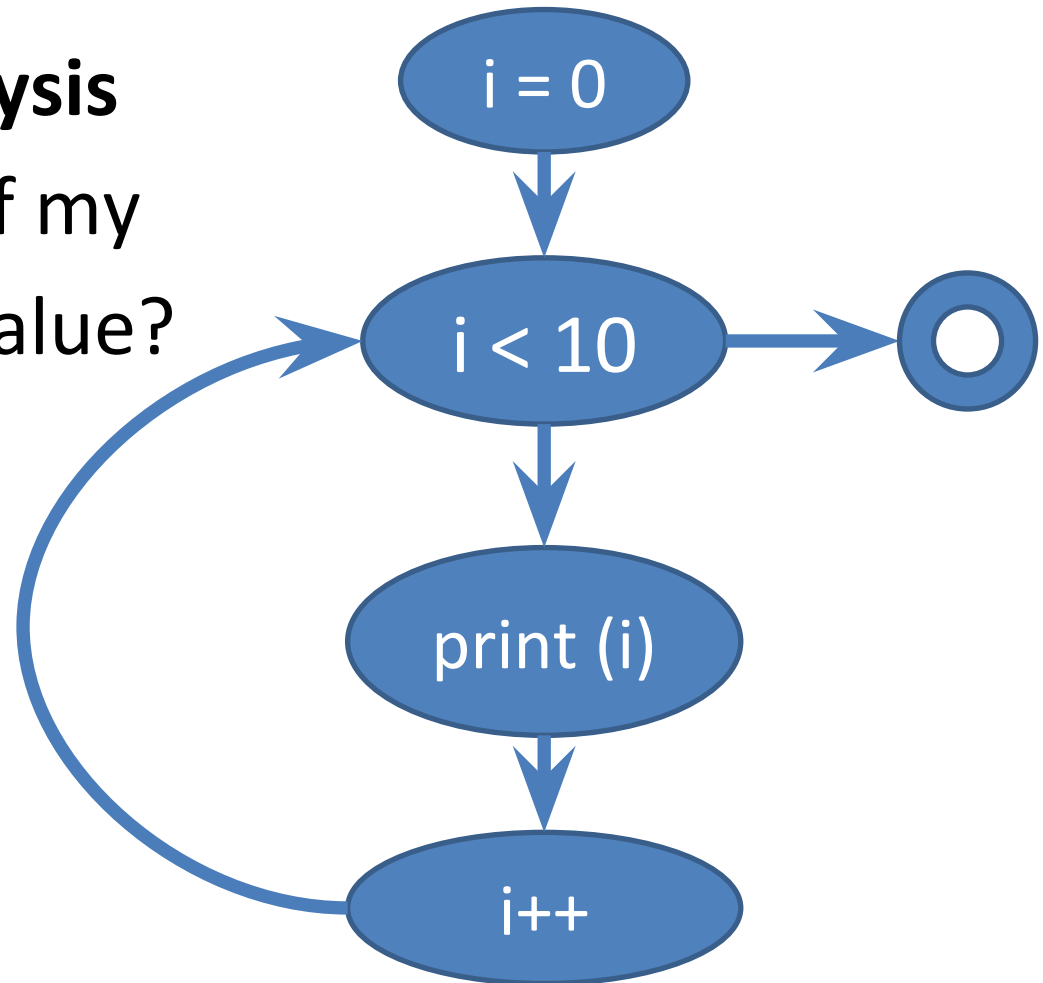 ysis
f my
alue?
i = 0
i < 10
print (i)
i++